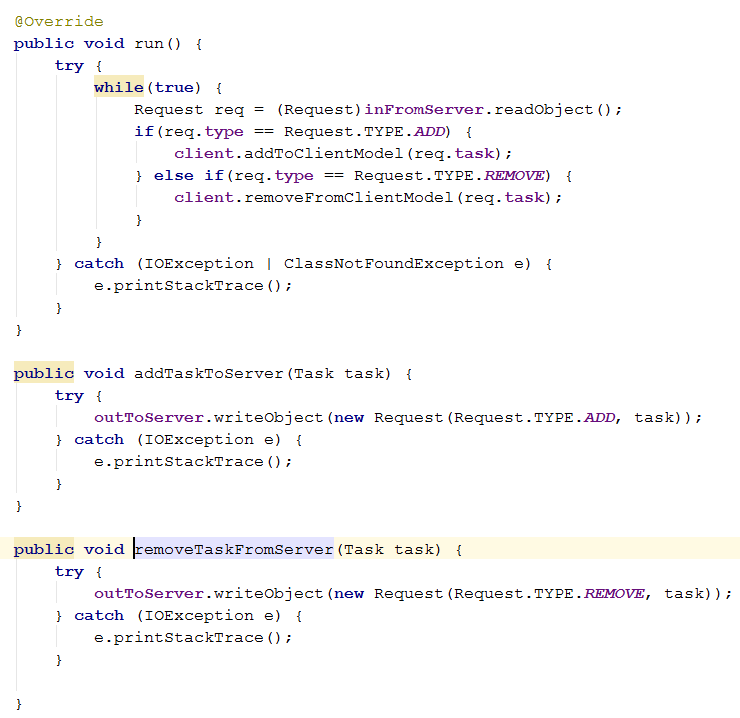 @Override
public void run() {
    try {
        while(true) {
            Request req = (Request)inFromServer.readObject();
            if(req.type == Request.TYPE.ADD) {
                client.addToClientModel(req.task);
            } else if(req.type == Request.TYPE.REMOVE) {
                client.removeFromClientModel(req.task);
            }
        }
    } catch (IOException | ClassNotFoundException e) {
        e.printStackTrace();
    }
}

public void addTaskToServer(Task task) {
    try {
        outToServer.writeObject(new Request(Request.TYPE.ADD, task));
    } catch (IOException e) {
        e.printStackTrace();
    }
}

public void removeTaskFromServer(Task task) {
    try {
        outToServer.writeObject(new Request(Request.TYPE.REMOVE, task));
    } catch (IOException e) {
        e.printStackTrace();
    }

}